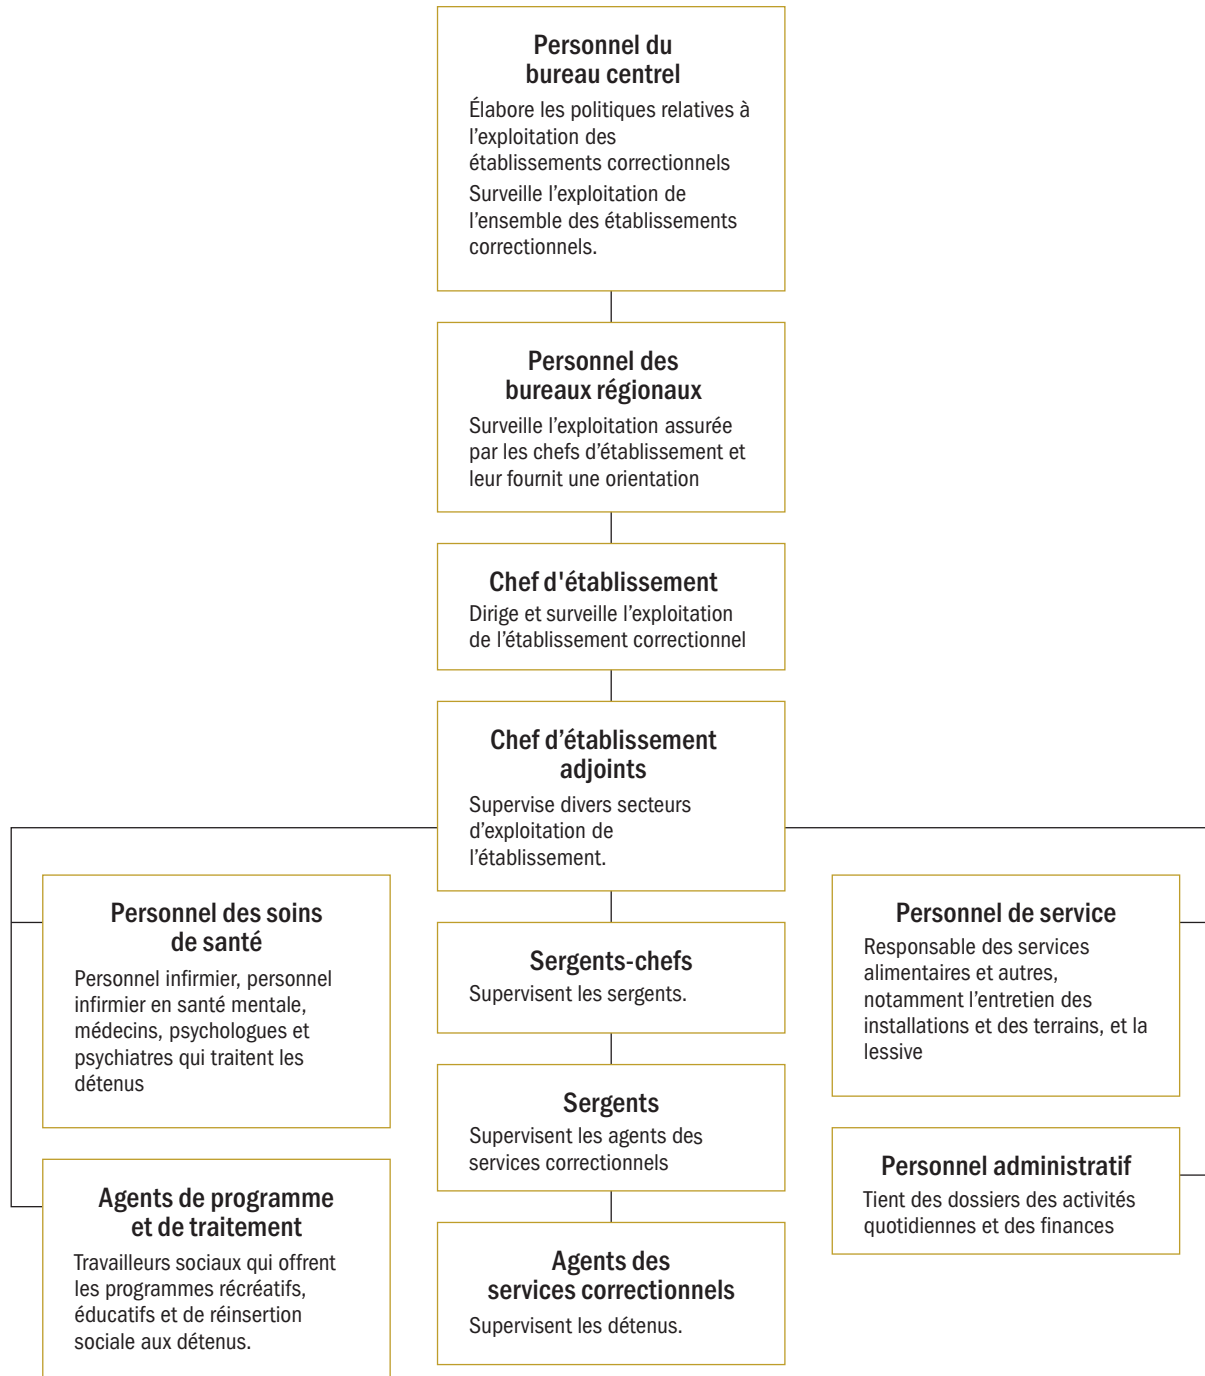 Personnel du
bureau centrel
Élabore les politiques relatives à
l’exploitation des
établissements correctionnels
Surveille l’exploitation de
l’ensemble des établissements
correctionnels.
Personnel des
bureaux régionaux
Surveille l’exploitation assurée
par les chefs d’établissement et
leur fournit une orientation
Chef d'établissement
Dirige et surveille l’exploitation
de l’établissement correctionnel
Chef d’établissement
adjoints
Supervise divers secteurs
d’exploitation de
l’établissement.
Personnel des soins
de santé
Personnel infirmier, personnel
infirmier en santé mentale,
médecins, psychologues et
psychiatres qui traitent les
détenus
Agents de programme
et de traitement
Travailleurs sociaux qui offrent
les programmes récréatifs,
éducatifs et de réinsertion
sociale aux détenus.
Sergents-chefs
Supervisent les sergents.
Sergents
Supervisent les agents des
services correctionnels
Agents des
services correctionnels
Supervisent les détenus.
Personnel de service
Responsable des services
alimentaires et autres,
notamment l’entretien des
installations et des terrains, et la
lessive
Personnel administratif
Tient des dossiers des activités
quotidiennes et des finances